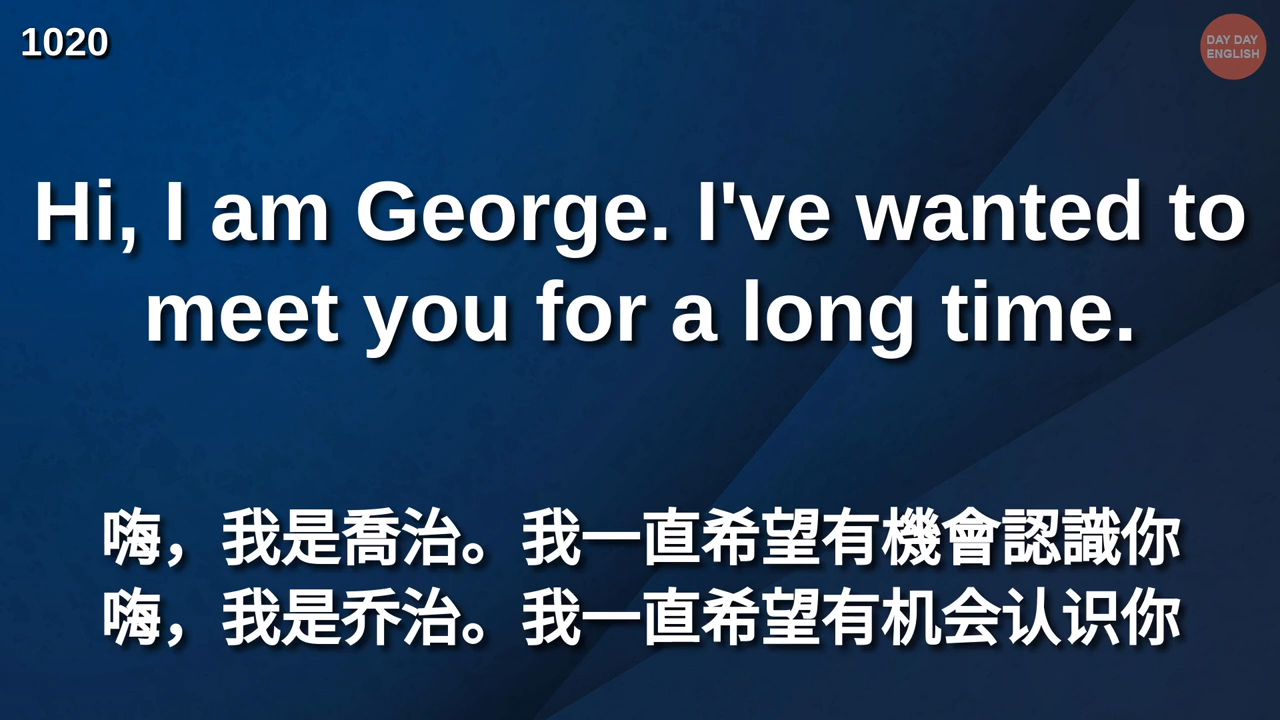 1020
DAY DAY
ENGLISH
Hi, I am George. I've wanted to
meet you for a long time.
嗨，我是喬治。我一直希望有機會認識你
嗨，我是乔治。我一直希望有机会认识你